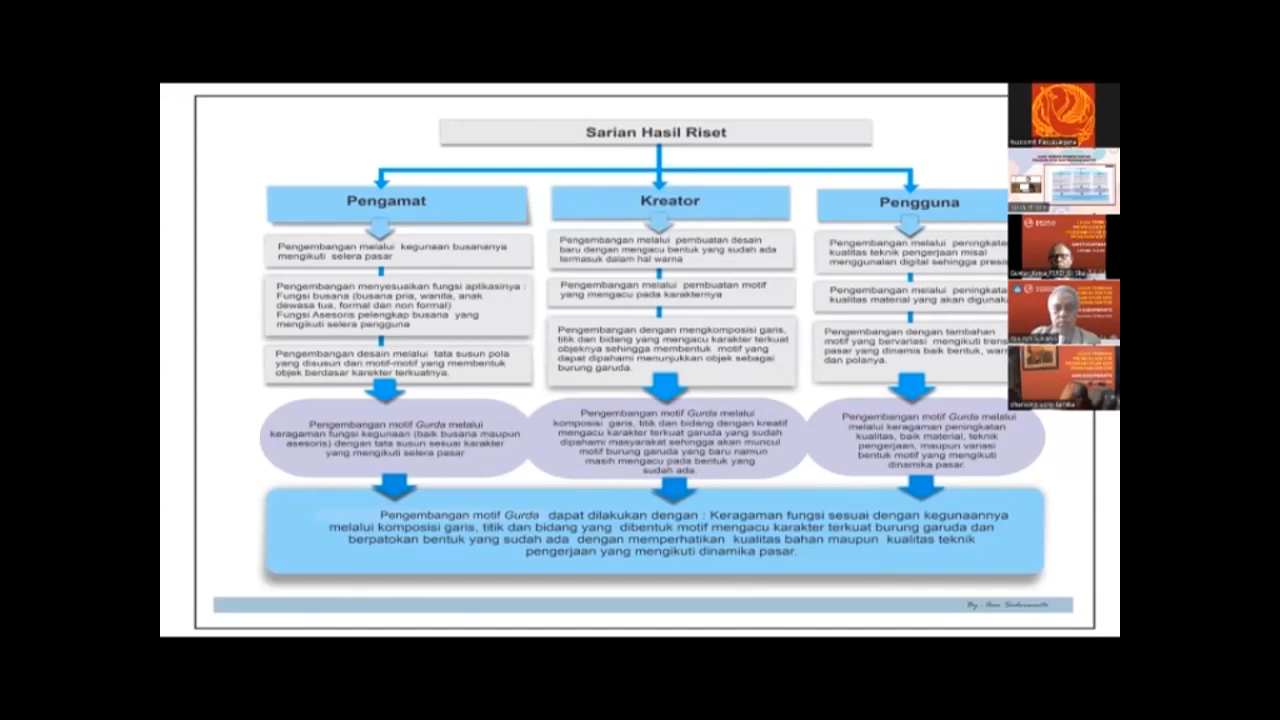 Sarian Hasil Riset
Pengamat
Pengembangan melalui kegunaan busananya
mengikuti selera pasar
Pengembangan menyesuaikan fungsi aplikasinya :
Fungsi busana (busana pria, wanita, anak
dewasa tua, formal dan non formal)
Fungsi Asesoris pelengkap busana yang
mengikuti selera pengguna
Pengembangan desain melalui tata susun pola
yang disusun dari motif-motif yang membentuk
objek berdasar karekter terkuatnya.
Pengembangan motif Gurda melalui
keragaman fungsi kegunaan (baik busana maupun
asesoris) dengan tata susun sesuai karakter
yang mengikuti selera pasar
Kreator
Pengembangan melalui pembuatan desain
baru dengan mengacu bentuk yang sudah ada
termasuk dalam hal warna
Pengembangan melalui pembuatan motif
yang mengacu pada karakternya
Pengembangan dengan mengkomposisi garis,
titik dan bidang yang mengacu karakter terkuat
objeknya sehingga membentuk motif yang
dapat dipahami menunjukkan objek sebagai
burung garuda.
Pengembangan motif Gurda melalui
komposisi garis, titik dan bidang dengan kreatif
mengacu karakter terkuat garuda yang sudah
dipahami masyarakat sehingga akan muncul
motif burung garuda yang baru namun
masih mengacu pada bentuk yang
sudah ada.
Pengguna
Pengembangan melalui peningkata
kualitas teknik pengerjaan misal
menggunalan digital sehingga presi
Pengembangan melalui peningkata
kualitas material yang akan digunak
Pengembangan dengan tambahan
motif yang bervariasi mengikuti trens
pasar yang dinamis baik bentuk, warn
dan polanya.
Pengembangan motif Gurda melalui
melalui keragaman peningkatan
kualitas, baik material, teknik
pengerjaan, maupun variasi
bentuk motif yang mengikuti
dinamika pasar.
Pengembangan motif Gurda dapat dilakukan dengan : Keragaman fungsi sesuai dengan kegunaannya
melalui komposisi garis, titik dan bidang yang dibentuk motif mengacu karakter terkuat burung garuda dan
berpatokan bentuk yang sudah ada dengan memperhatikan kualitas bahan maupun kualitas teknik
pengerjaan yang mengikuti dinamika pasar.